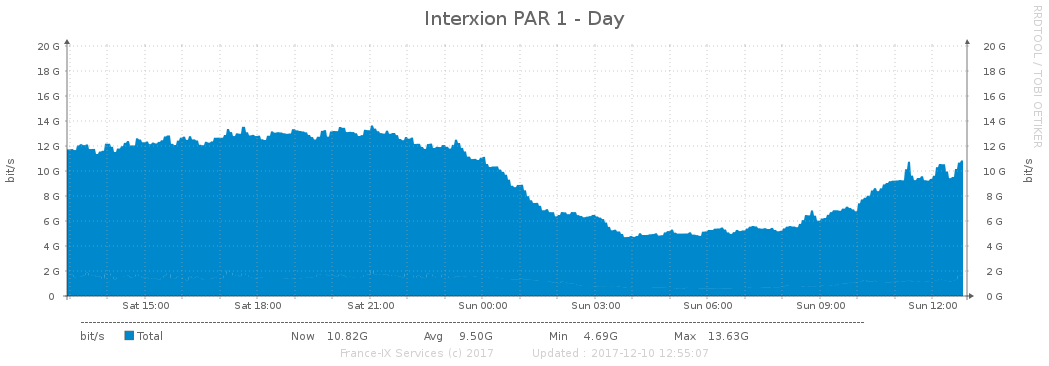 Interxion PAR 1 - Day
RRDTOOL / TOBI OETIKER
20 G 20 G
18 G 18 G
16 G 16 G
14 G 14 G
12 G 12 G
10 G 10 G
8 G 8 G
6 G 6 G
4 G 4 G
2 G 2 G
0 0 G
bit/s bit/s
Sat 15:00 Sat 18:00 Sat 21:00 Sun 00:00 Sun 03:00 Sun 06:00 Sun 09:00 Sun 12:00
bit/s Total Now 10.82G Avg 9.50G Min 4.69G Max 13.63G
France-IX Services (c) 2017 Updated : 2017-12-10 12:55:07